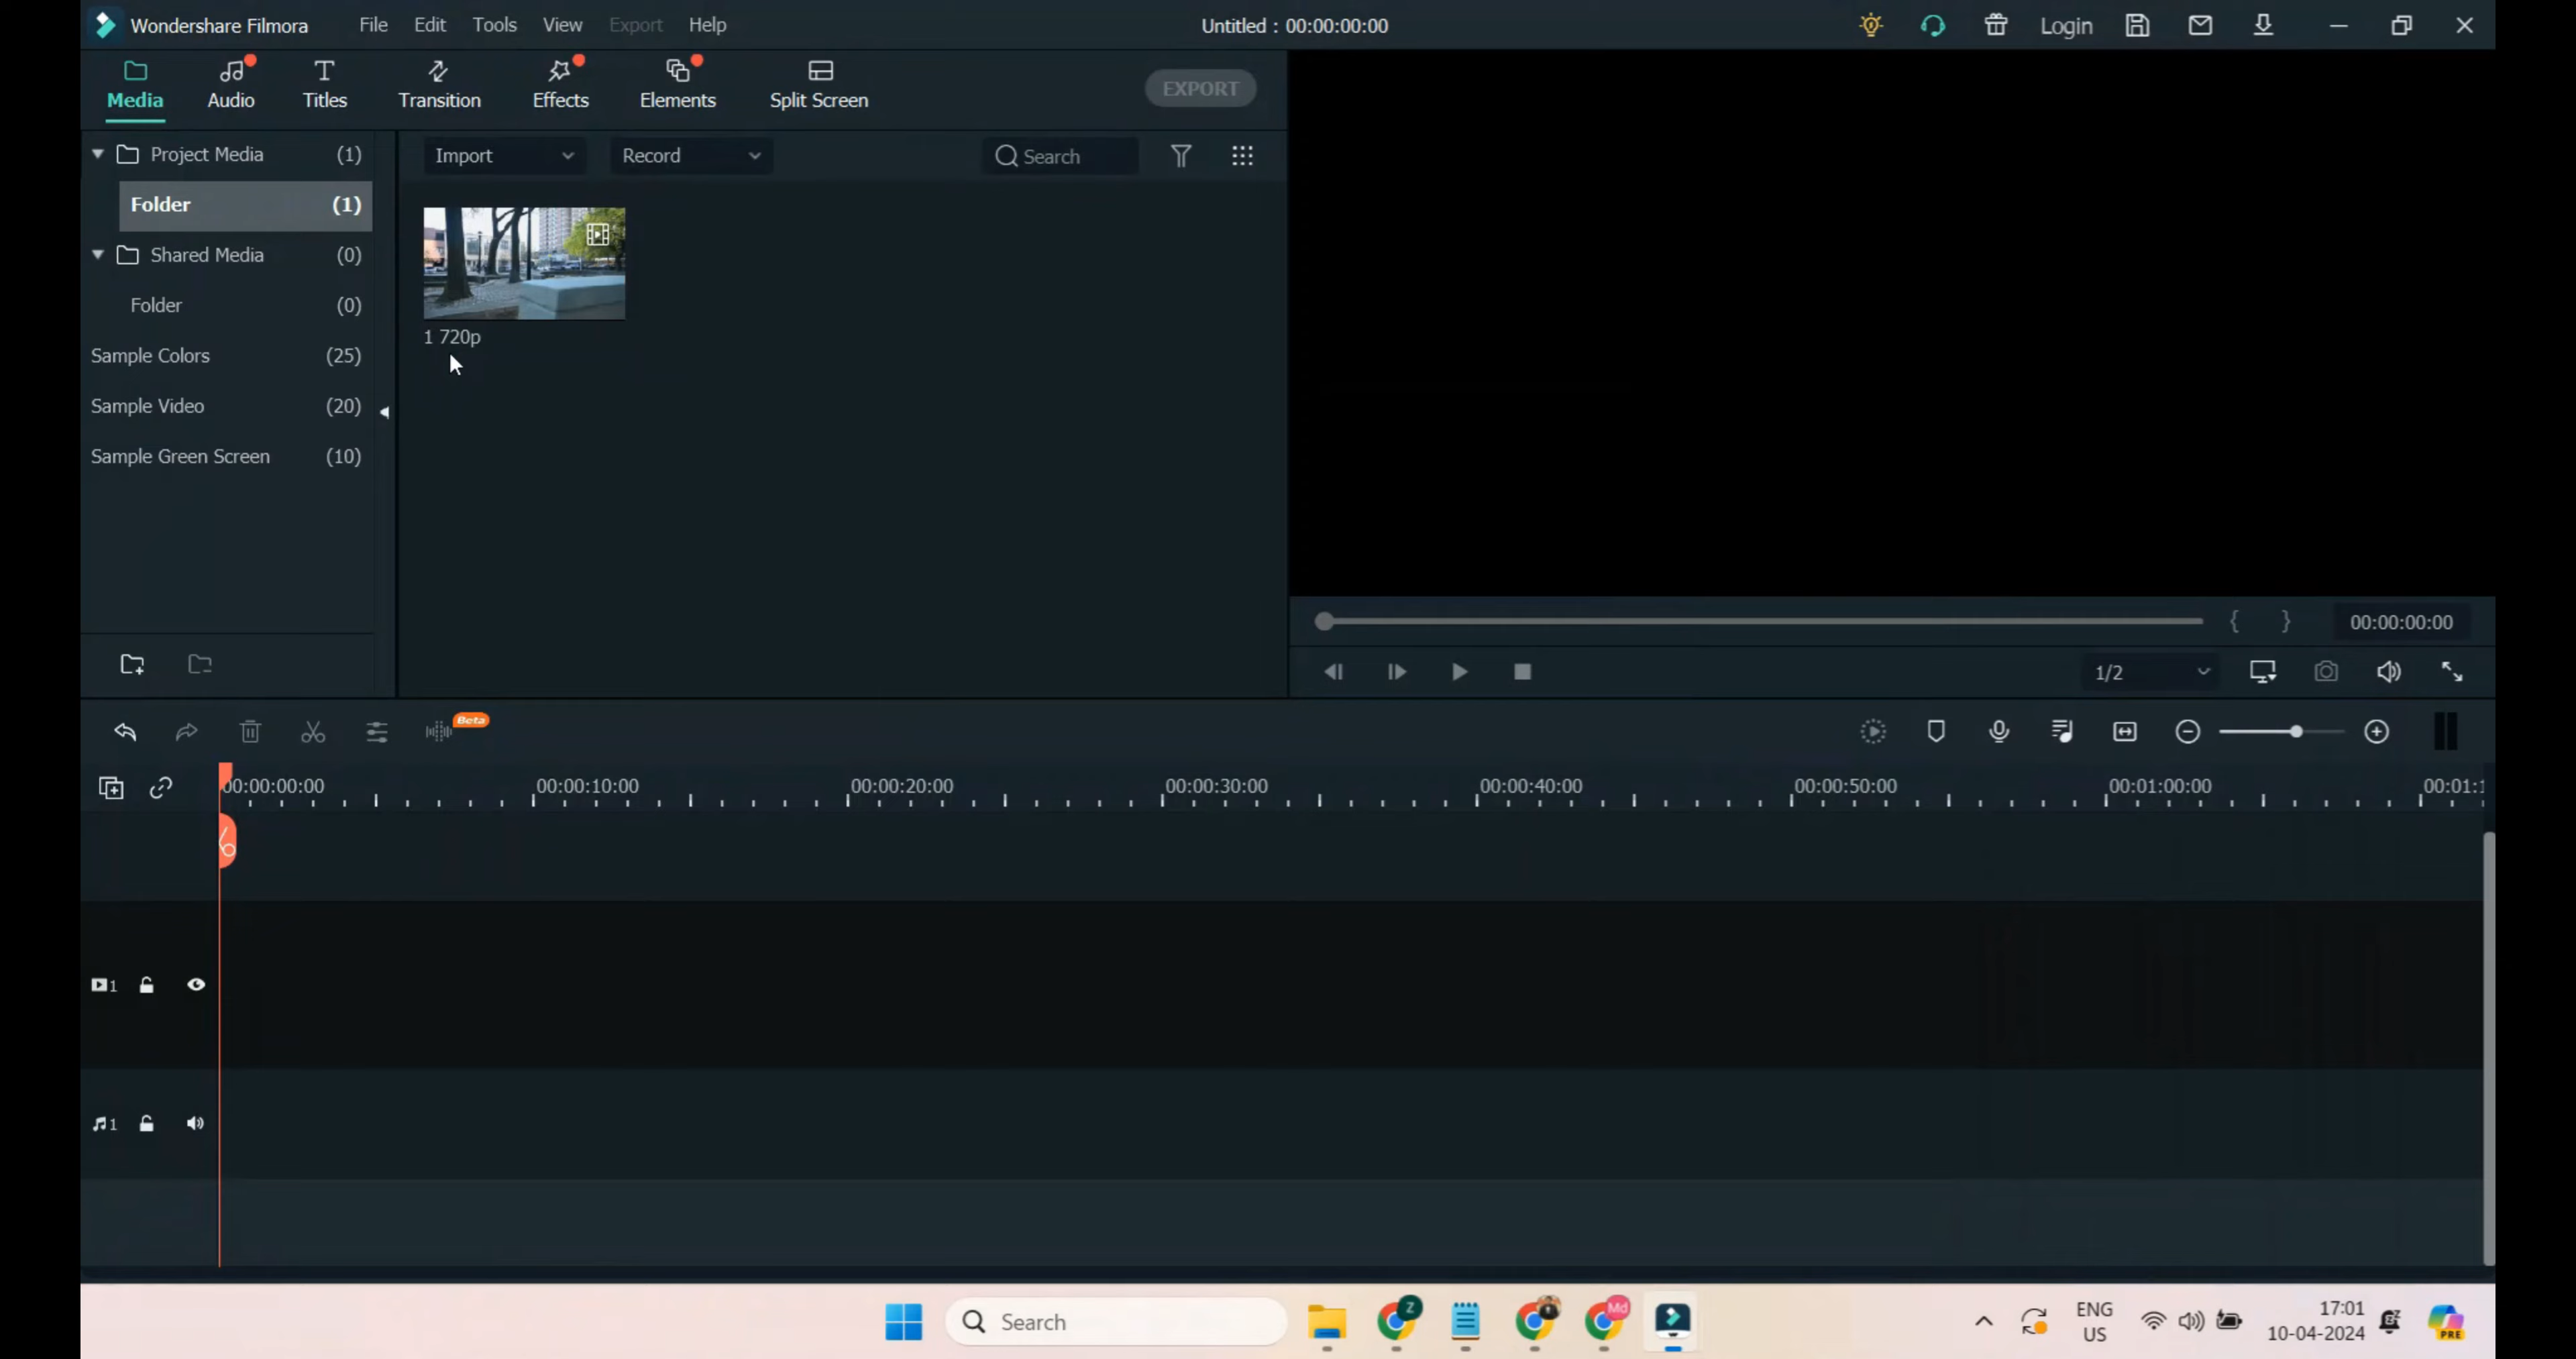 Wondershare Filmora File Edit Tools View Export Help Untitled : 00:00:00:00 Login
Media Audio Titles Transition Effects Elements Split Screen EXPORT
Project Media (1)
Folder (1)
Shared Media (0)
Folder (0)
Sample Colors (25)
Sample Video (20)
Sample Green Screen (10)
Import Record Search
1 720p
00:00:00:00
1/2
Beta
00:00:00:00 00:00:10:00 00:00:20:00 00:00:30:00 00:00:40:00 00:00:50:00 00:01:00:00 00:01:1
1
1
Search
Z
Md
ENG
US
17:01
10-04-2024
PRE